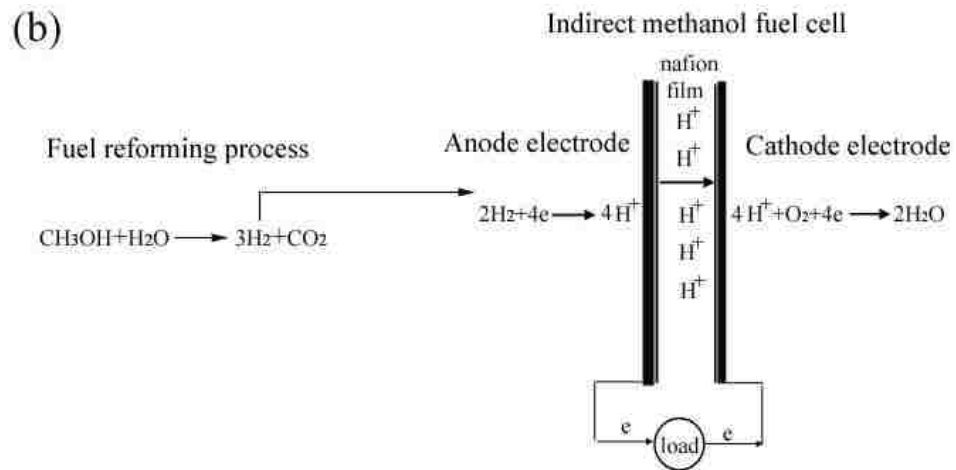 (b)
Indirect methanol fuel cell
nafion
film
H⁺
H⁺
Fuel reforming process
Anode electrode
Cathode electrode
2H₂+4e → 4H⁺
H⁺
4H⁺+O₂+4e → 2H₂O
CH₃OH+H₂O → 3H₂+CO₂
H⁺
H⁺
e
load
e